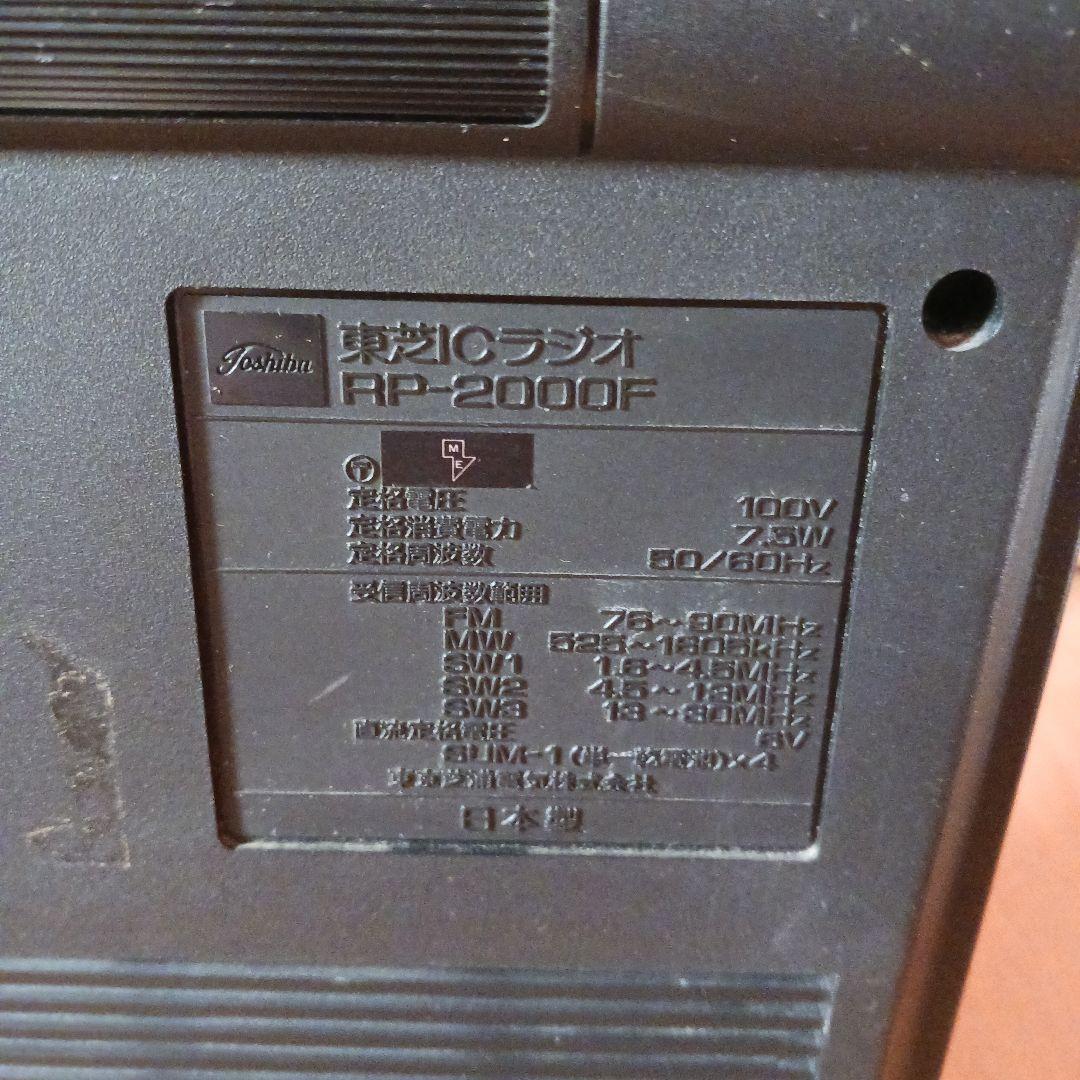 Toshiba
東芝ICラジオ
RP-2000F
〒
ME
定格電圧 100V
定格消費電力 7.5W
定格周波数 50/60Hz
受信周波数範囲
FM 76~90MHz
MW 525~1605kHz
SW1 1.6~4.5MHz
SW2 4.5~13MHz
SW3 13~30MHz
直流定格電圧 6V
SUM-1(単一乾電池)×4
東京芝浦電気株式会社
日本製